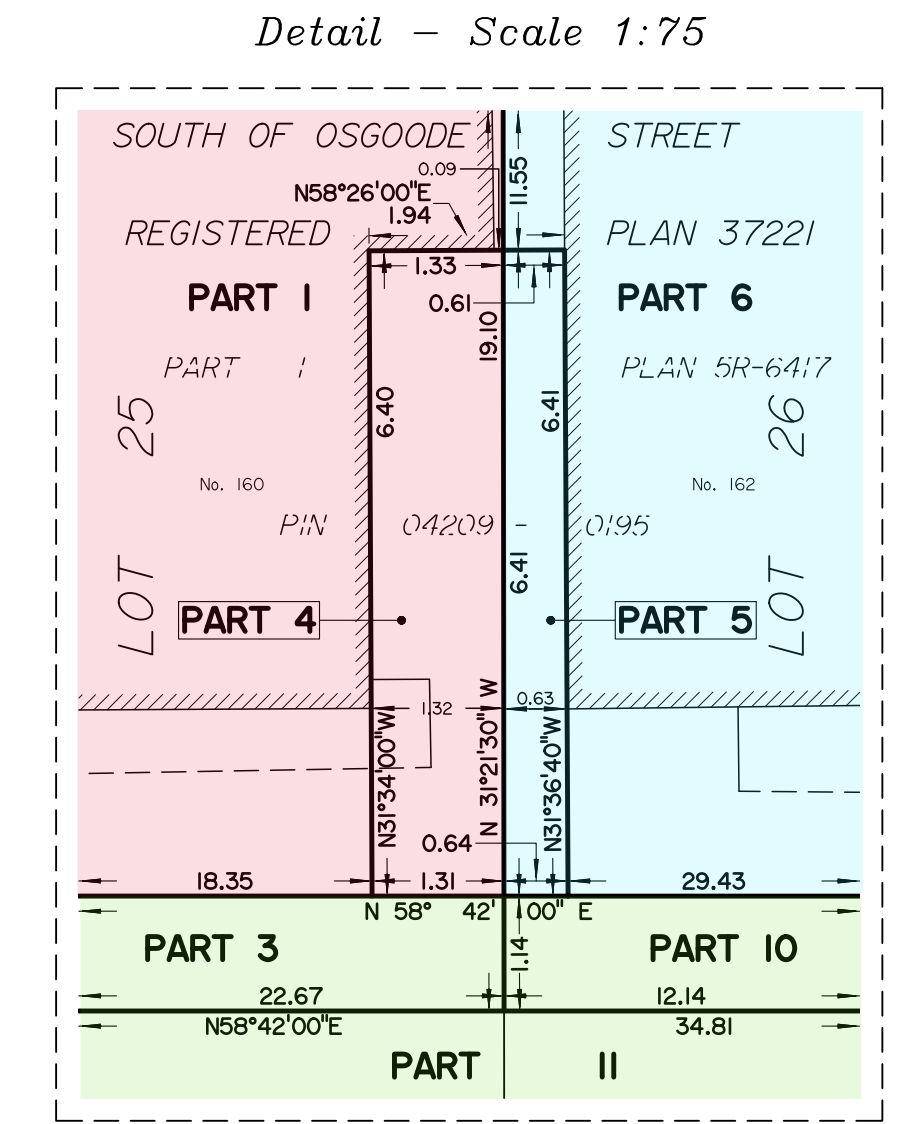 Detail - Scale 1:75
SOUTH OF OSGOODE STREET
0.09
11.55
N58°26'00"E
1.94
REGISTERED PLAN 37221
1.33
PART 1 PART 6
0.61
19.10
PART 1 PLAN 5R-6417
6.40
6.41
LOT 25
LOT 26
No. 160 No. 162
PIN 04209 - 0195
6.41
PART 4 PART 5
1.32
0.63
N31°34'00"W
N 31°21'30" W
N31°36'40"W
0.64
18.35 1.31 29.43
N 58° 42' 00" E
PART 3 PART 10
1.14
22.67 12.14
N58°42'00"E 34.81
PART 11